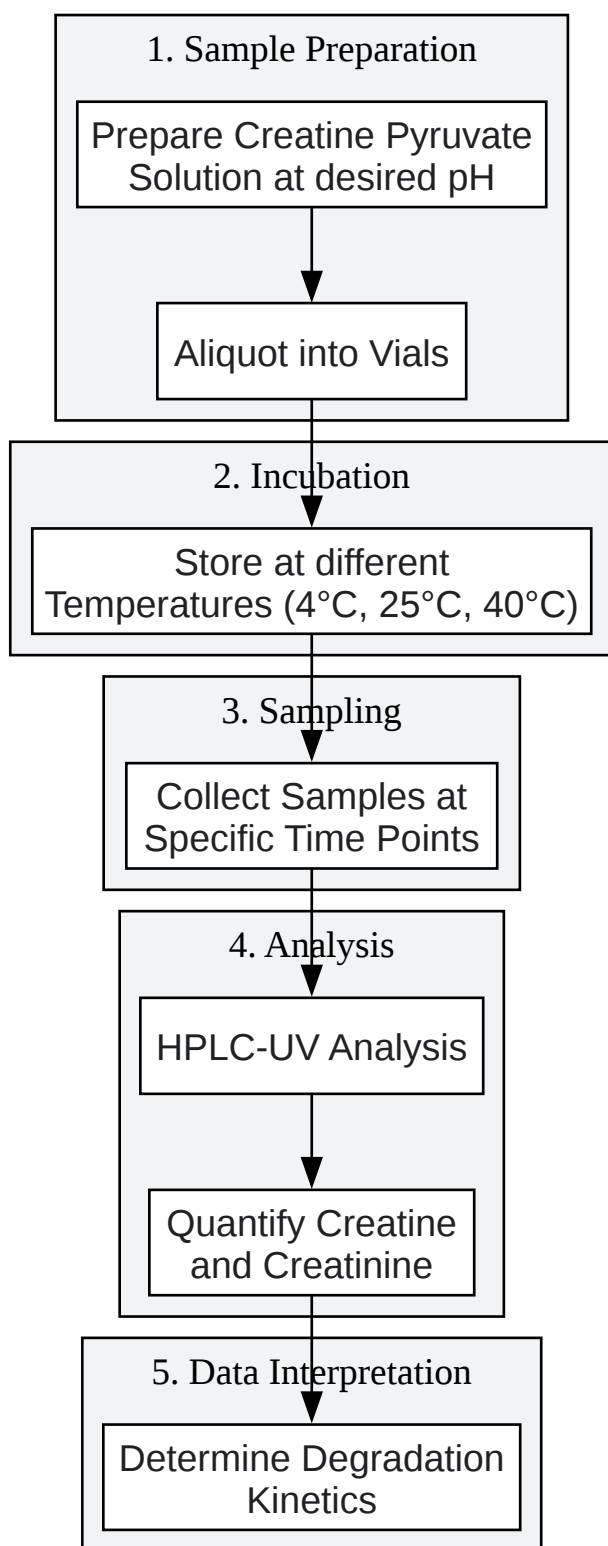 1. Sample Preparation
Prepare Creatine Pyruvate
Solution at desired pH
Aliquot into Vials
2. Incubation
Store at different
Temperatures (4°C, 25°C, 40°C)
3. Sampling
Collect Samples at
Specific Time Points
4. Analysis
HPLC-UV Analysis
Quantify Creatine
and Creatinine
5. Data Interpretation
Determine Degradation
Kinetics